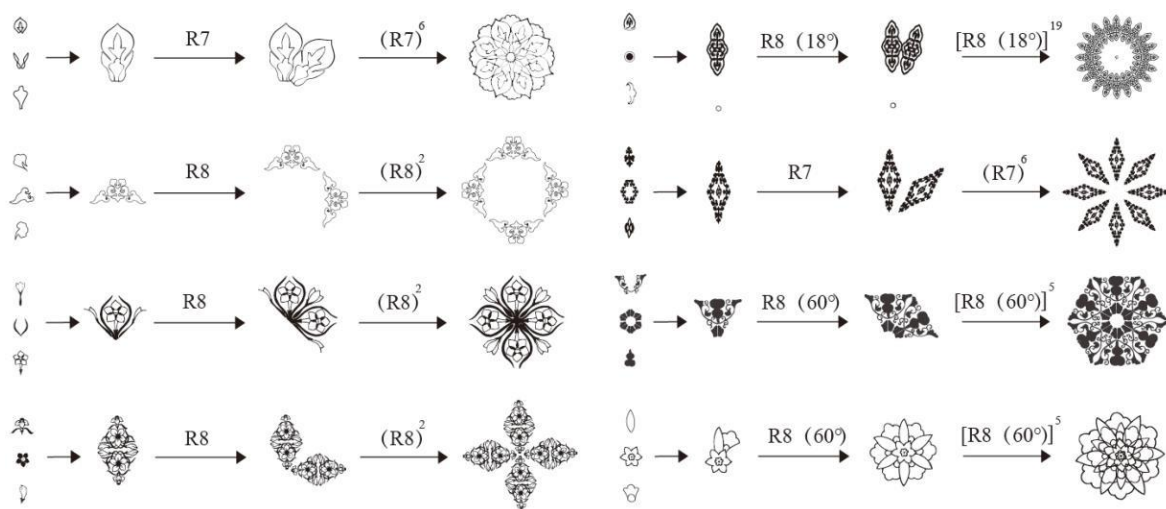 R7 (R7)⁶ R8 (18°) [R8 (18°)]¹⁹
R8 (R8)² R7 (R7)⁶
R8 (R8)² R8 (60°) [R8 (60°)]⁵
R8 (R8)² R8 (60°) [R8 (60°)]⁵